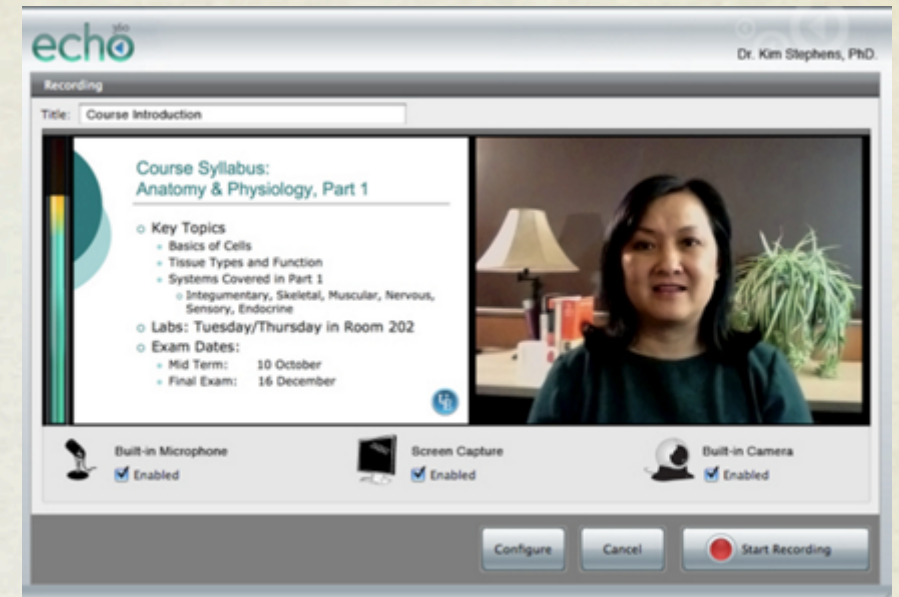 echo360
Dr. Kim Stephens, PhD.
Recording
Title: Course Introduction
Course Syllabus:
Anatomy & Physiology, Part 1
Key Topics
Basics of Cells
Tissue Types and Function
Systems Covered in Part 1
Integumentary, Skeletal, Muscular, Nervous,
Sensory, Endocrine
Labs: Tuesday/Thursday in Room 202
Exam Dates:
Mid Term: 10 October
Final Exam: 16 December
Built-in Microphone
Enabled
Screen Capture
Enabled
Built-in Camera
Enabled
Configure
Cancel
Start Recording